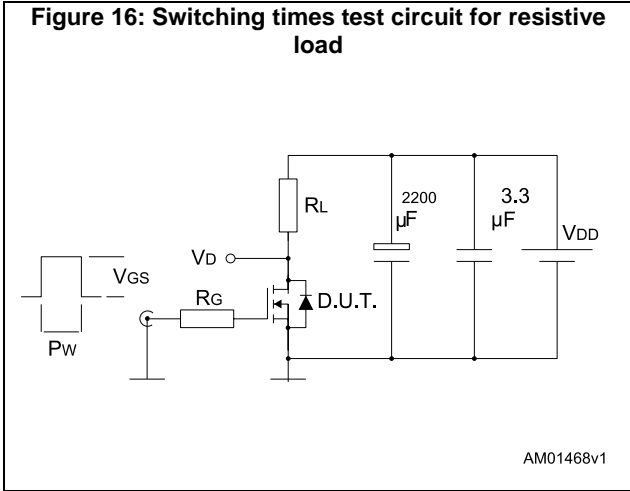 Figure 16: Switching times test circuit for resistive
load
RL
2200
µF
3.3
µF
VDD
VD
VGS
RG
D.U.T.
PW
AM01468v1